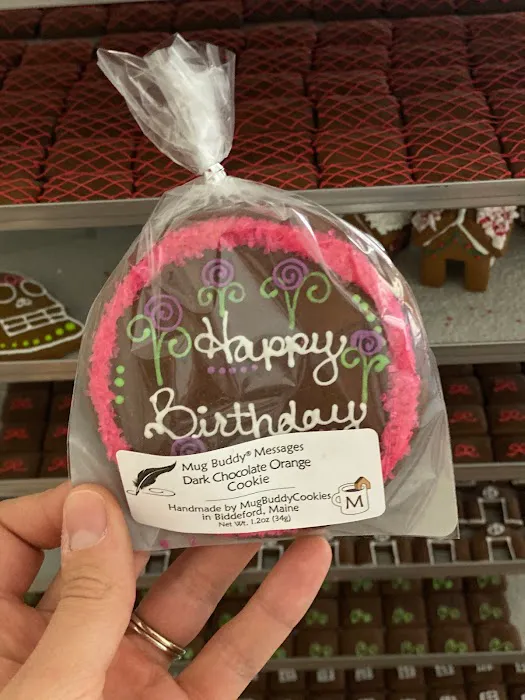 Happy
Birthday
Mug Buddy® Messages
Dark Chocolate Orange
Cookie
Handmade by MugBuddyCookies
in Biddeford, Maine
Net Wt. 1.2oz (34g)
M